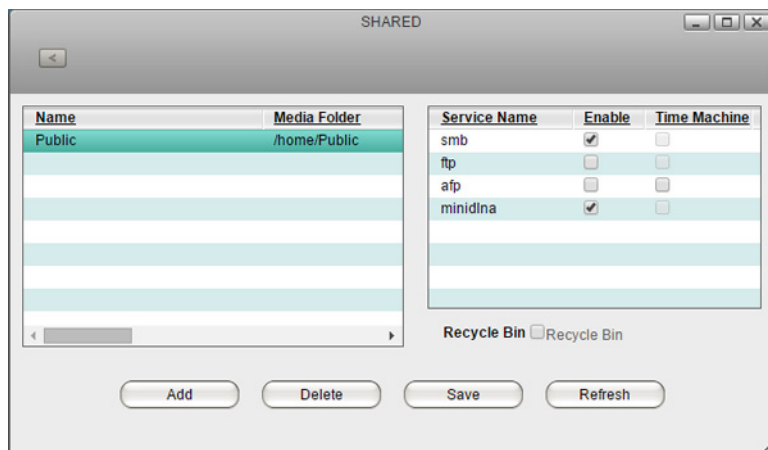 SHARED
<
Name Media Folder
Public /home/Public
Service Name Enable Time Machine
smb
ftp
afp
minidlna
Recycle Bin Recycle Bin
Add Delete Save Refresh